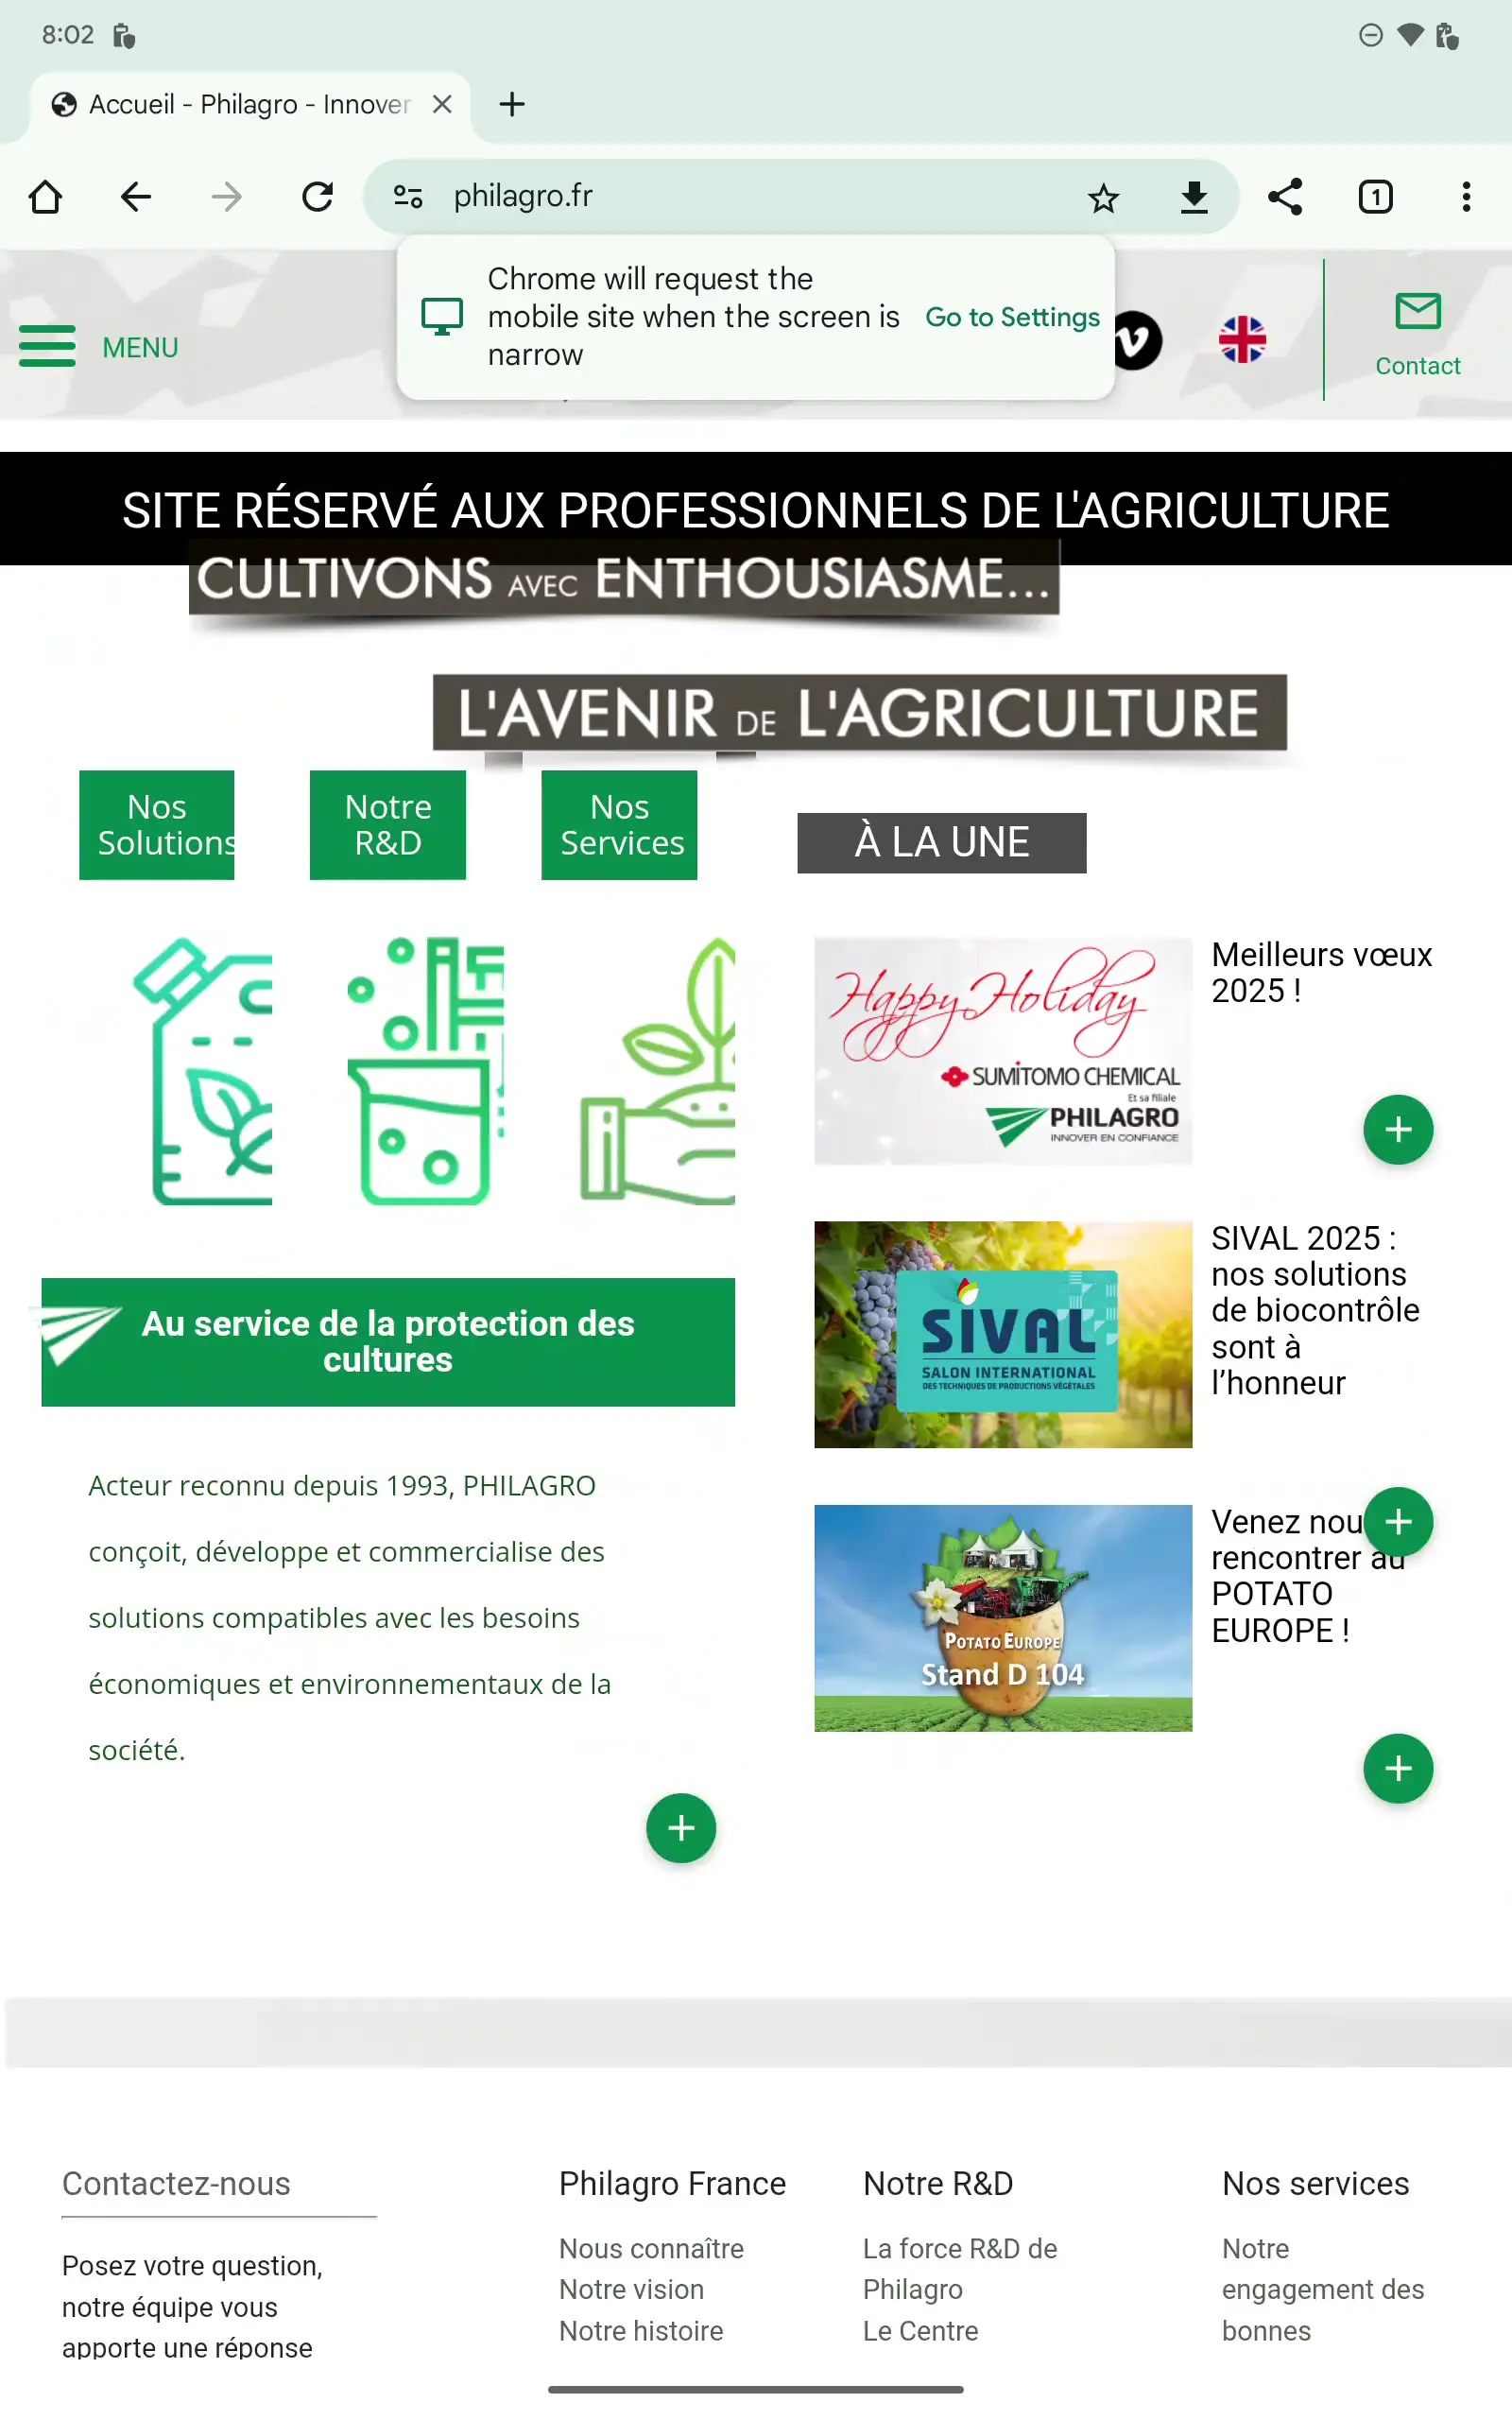 8:02
Accueil - Philagro - Innover
philagro.fr
1
Chrome will request the
mobile site when the screen is
narrow
Go to Settings
MENU
Contact
SITE RÉSERVÉ AUX PROFESSIONNELS DE L'AGRICULTURE
CULTIVONS AVEC ENTHOUSIASME...
L'AVENIR DE L'AGRICULTURE
Nos
Solutions
Notre
R&D
Nos
Services
À LA UNE
Happy Holiday
SUMITOMO CHEMICAL
Et sa filiale
PHILAGRO
INNOVER EN CONFIANCE
Meilleurs vœux
2025 !
SIVAL
SALON INTERNATIONAL
DES TECHNIQUES DE PRODUCTIONS VÉGÉTALES
SIVAL 2025 :
nos solutions
de biocontrôle
sont à
l’honneur
Au service de la protection des
cultures
Acteur reconnu depuis 1993, PHILAGRO
conçoit, développe et commercialise des
solutions compatibles avec les besoins
économiques et environnementaux de la
société.
POTATO EUROPE
Stand D 104
Venez nou
rencontrer au
POTATO
EUROPE !
Contactez-nous
Posez votre question,
notre équipe vous
apporte une réponse
Philagro France
Nous connaître
Notre vision
Notre histoire
Notre R&D
La force R&D de
Philagro
Le Centre
Nos services
Notre
engagement des
bonnes